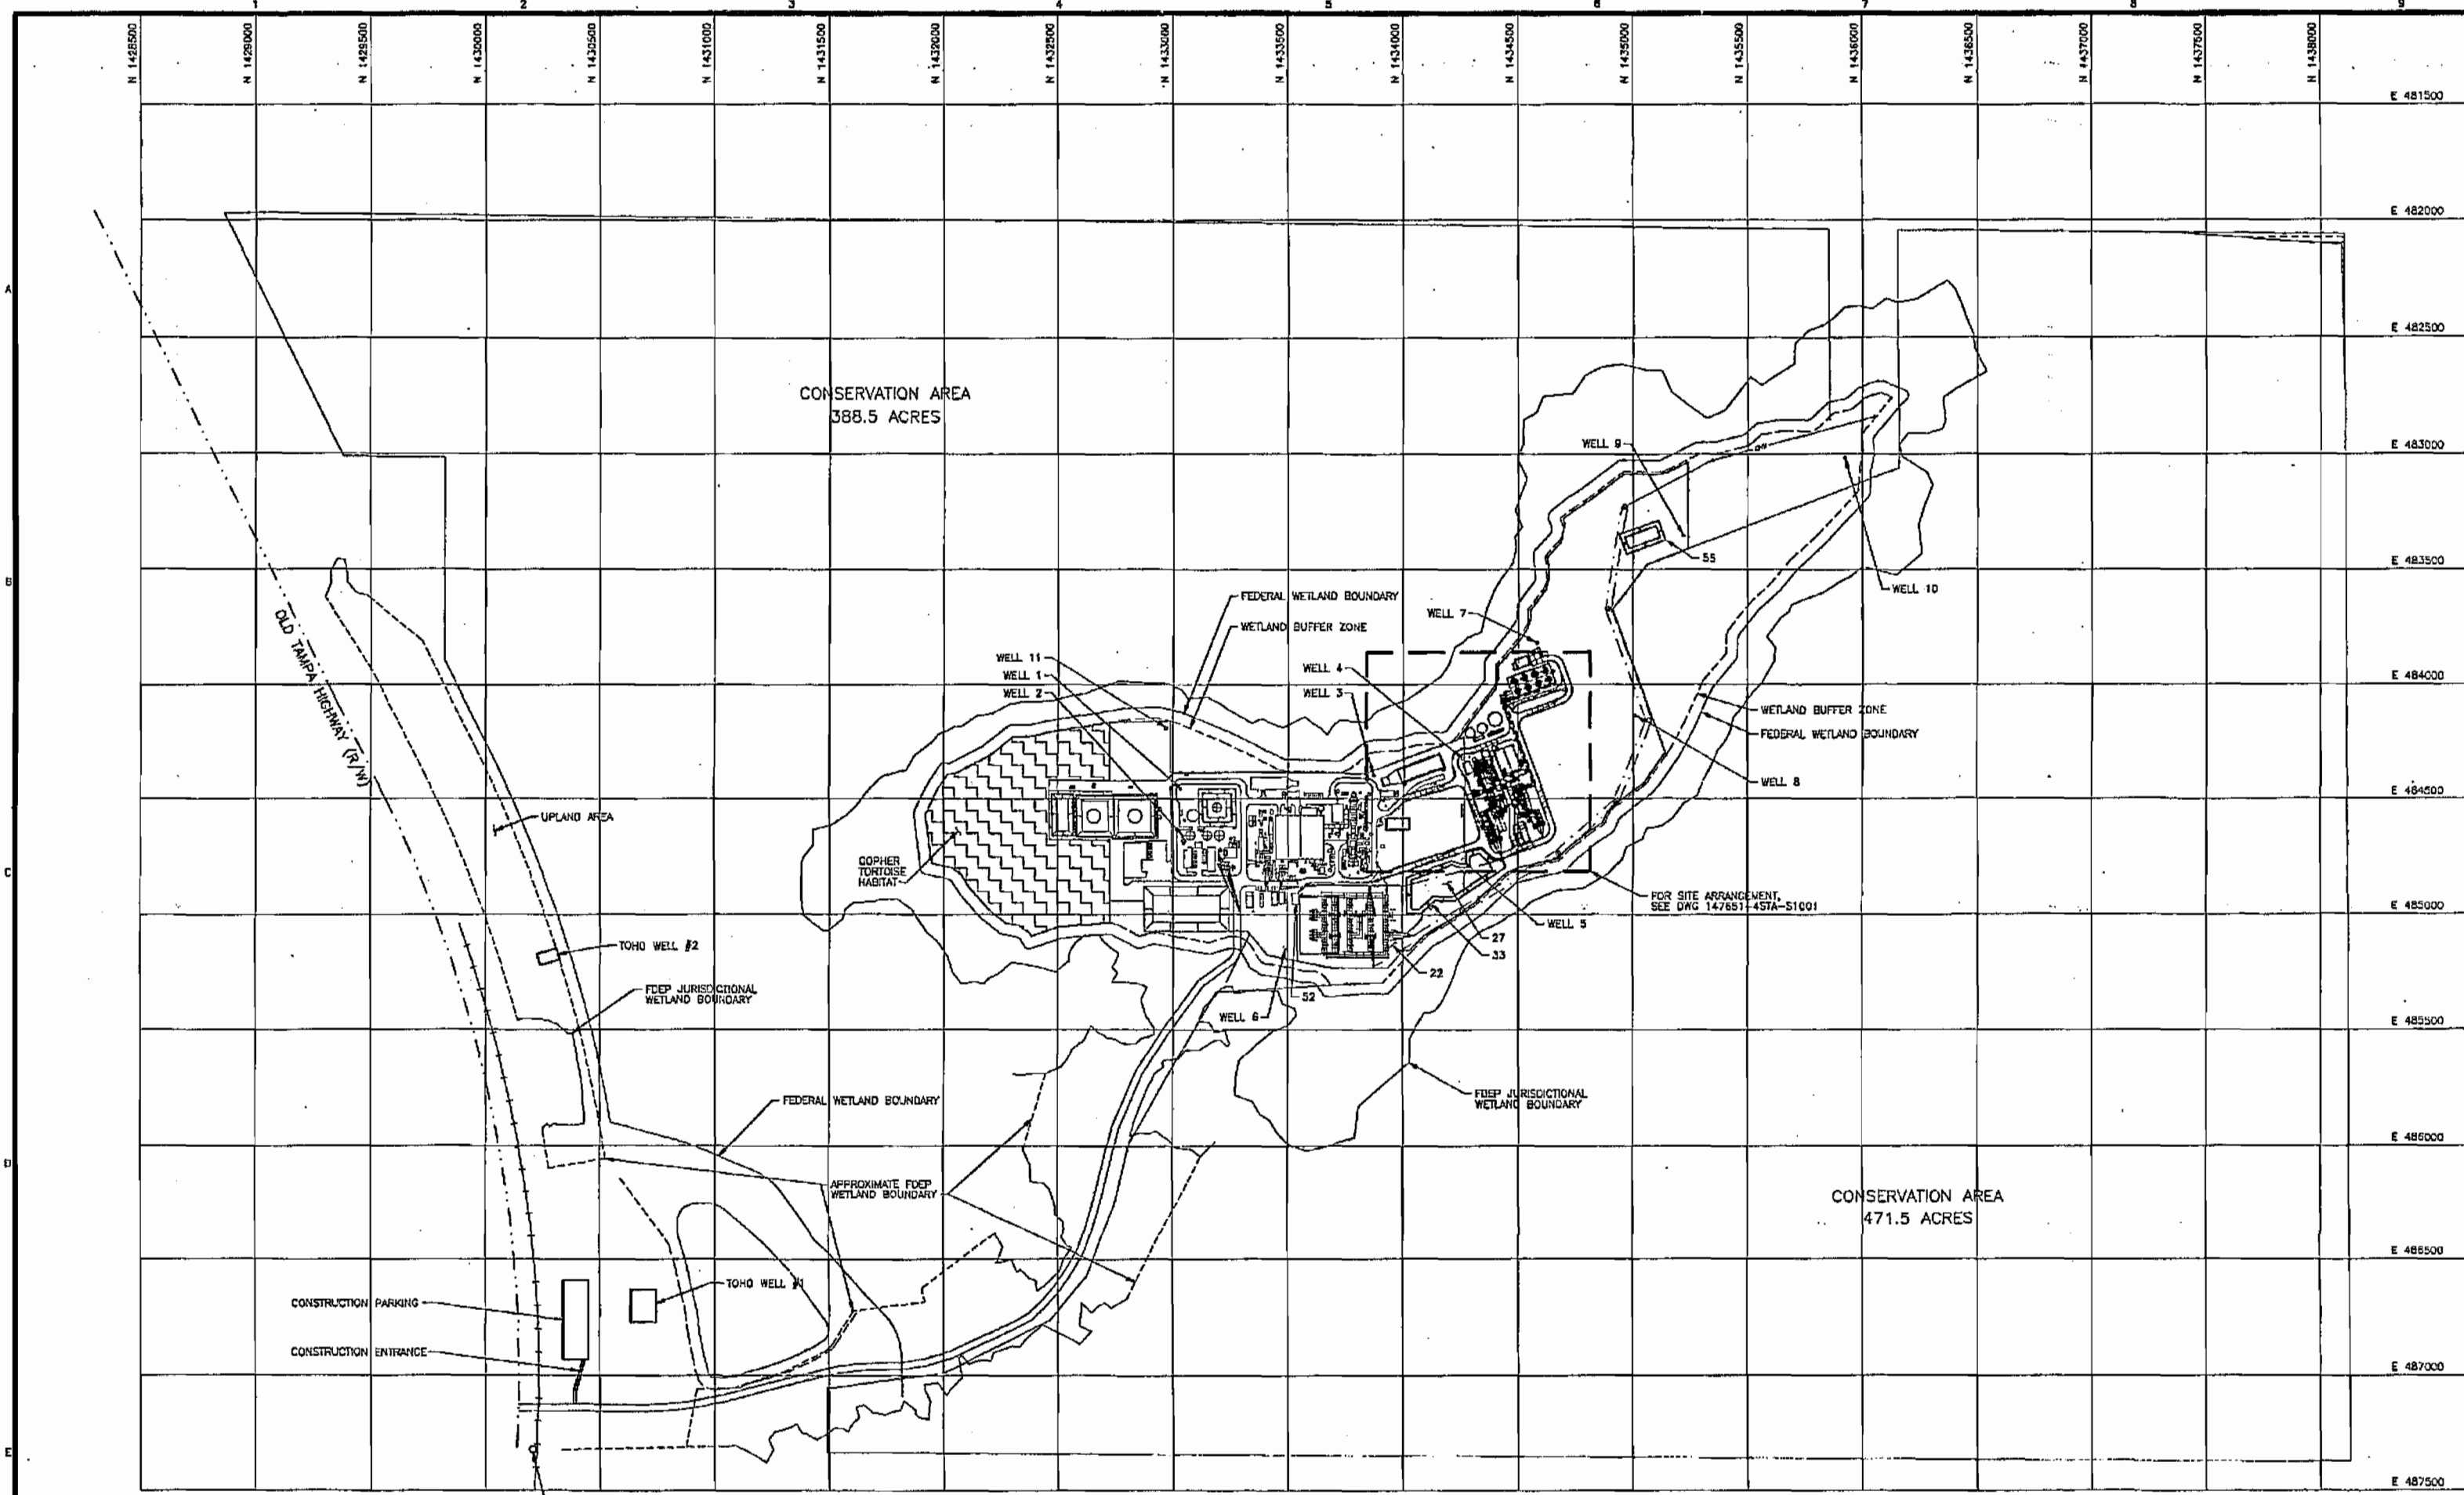 1 2 3 4 5 6 7 8 9
N 1428500
N 1429000
N 1429500
N 1430000
N 1430500
N 1431000
N 1431500
N 1432000
N 1432500
N 1433000
N 1433500
N 1434000
N 1434500
N 1435000
N 1435500
N 1436000
N 1436500
N 1437000
N 1437500
N 1438000
E 481500
E 482000
A
E 482500
CONSERVATION AREA
388.5 ACRES
WELL 9
E 483000
55
E 483500
B
WELL 10
FEDERAL WETLAND BOUNDARY
WELL 7
WETLAND BUFFER ZONE
OLD TAMPA HIGHWAY (R/W)
WELL 11
WELL 1
WELL 2
WELL 4
WELL 3
E 484000
WETLAND BUFFER ZONE
FEDERAL WETLAND BOUNDARY
WELL 8
E 484500
UPLAND AREA
GOPHER
TORTOISE
HABITAT
C
FOR SITE ARRANGEMENT,
SEE DWG 147651-4STA-S1001
E 485000
WELL 5
27
33
22
TOHO WELL #2
FDEP JURISDICTIONAL
WETLAND BOUNDARY
52
WELL 6
E 485500
FEDERAL WETLAND BOUNDARY
FDEP JURISDICTIONAL
WETLAND BOUNDARY
E 486000
D
APPROXIMATE FDEP
WETLAND BOUNDARY
CONSERVATION AREA
471.5 ACRES
E 486500
TOHO WELL #1
CONSTRUCTION PARKING
CONSTRUCTION ENTRANCE
E 487000
E
E 487500